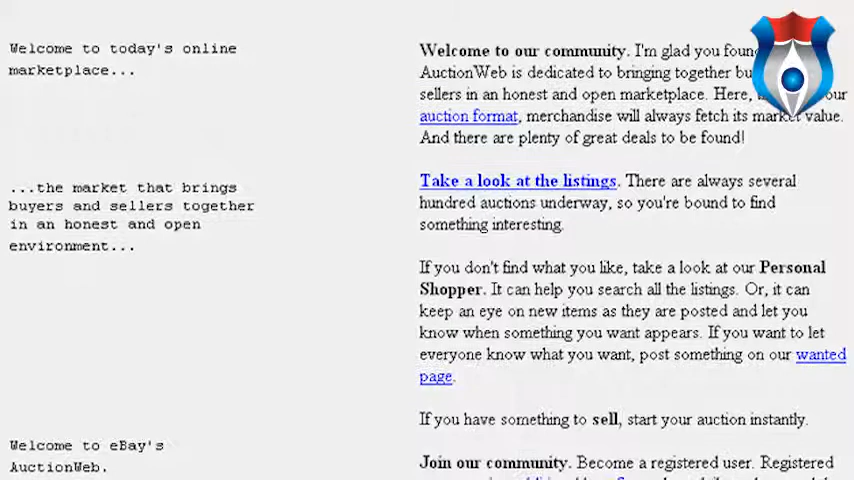 Welcome to today's online
marketplace...
...the market that brings
buyers and sellers together
in an honest and open
environment...
Welcome to eBay's
AuctionWeb.
Welcome to our community. I'm glad you foun
AuctionWeb is dedicated to bringing together bu
sellers in an honest and open marketplace. Here, our
auction format, merchandise will always fetch its market value.
And there are plenty of great deals to be found!
Take a look at the listings. There are always several
hundred auctions underway, so you're bound to find
something interesting.
If you don't find what you like, take a look at our Personal
Shopper. It can help you search all the listings. Or, it can
keep an eye on new items as they are posted and let you
know when something you want appears. If you want to let
everyone know what you want, post something on our wanted
page.
If you have something to sell, start your auction instantly.
Join our community. Become a registered user. Registered